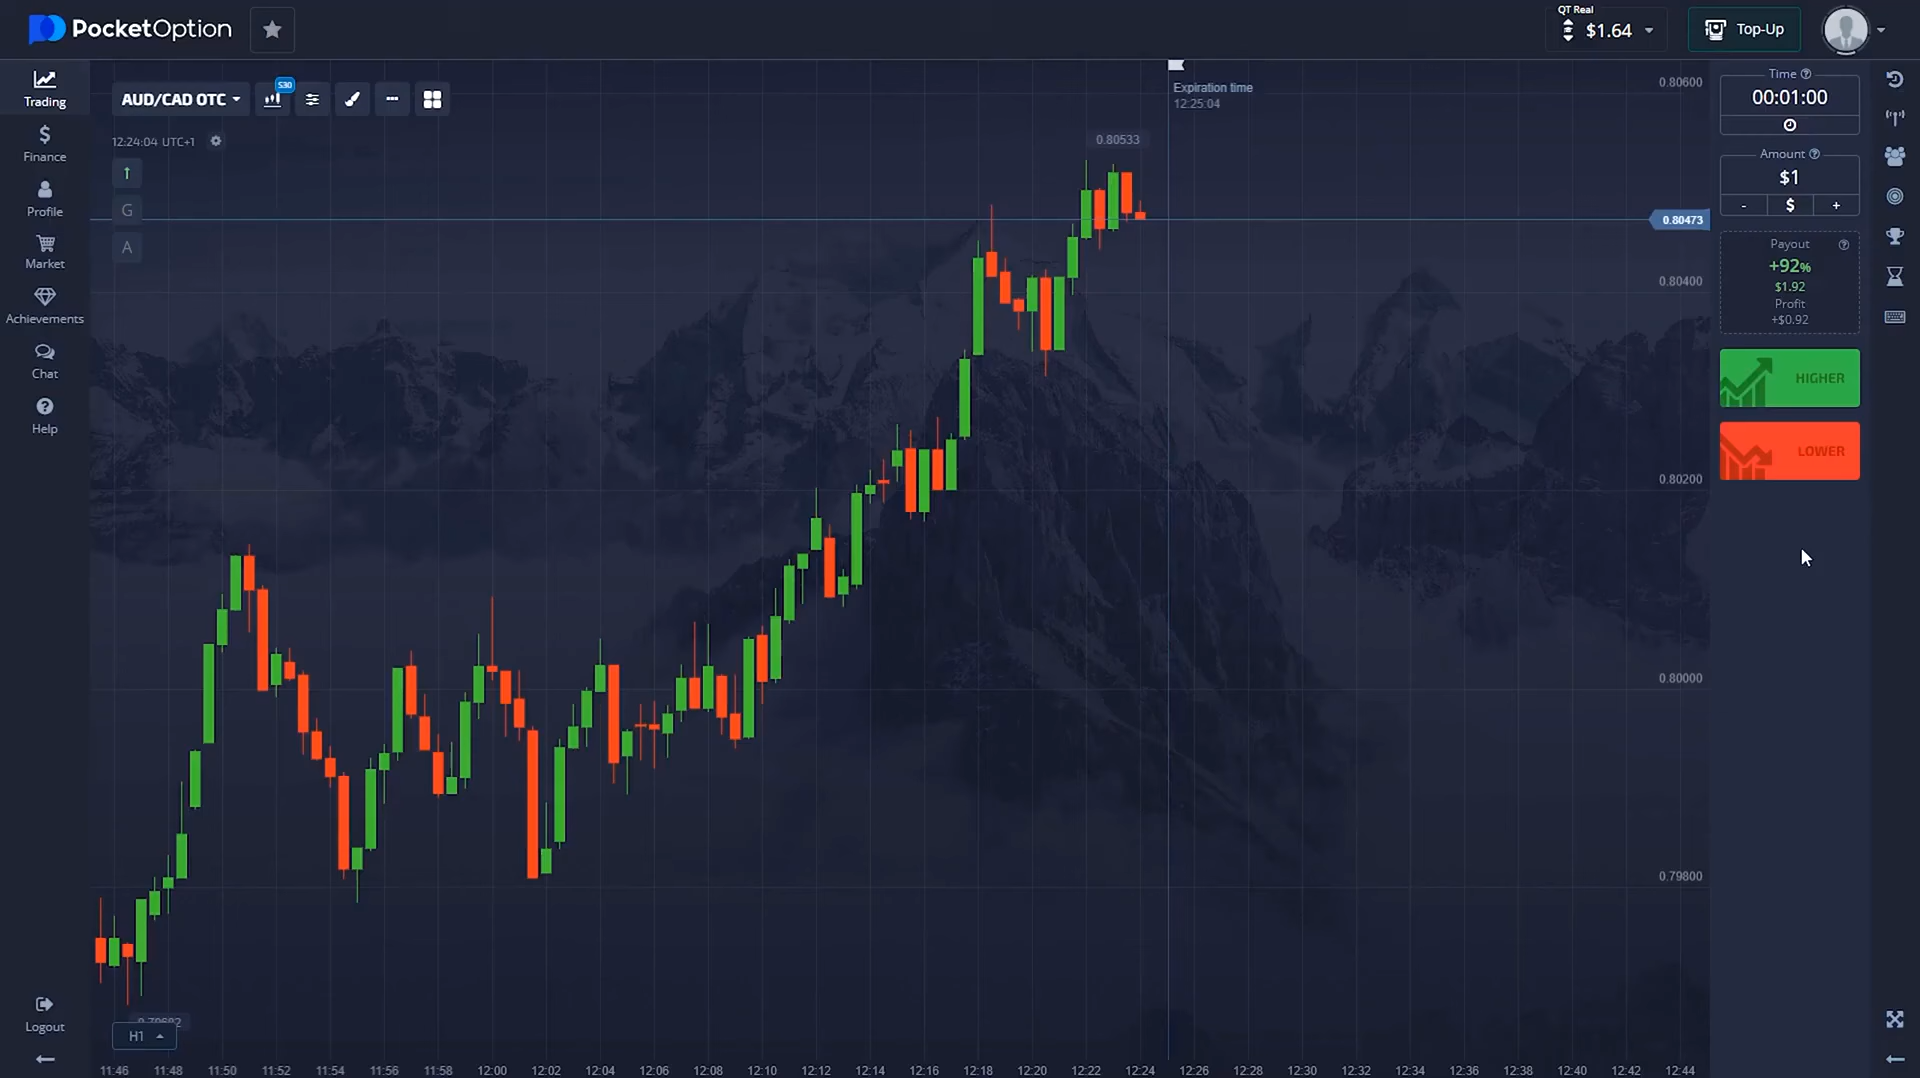 PocketOption
QT Real
$1.64
Top-Up
Trading
Finance
Profile
Market
Achievements
Chat
Help
Logout
AUD/CAD OTC
S30
12:24:04 UTC+1
G
A
Expiration time
12:25:04
0.80533
0.80600
0.80473
0.80400
0.80200
0.80000
0.79800
Time
00:01:00
Amount
$1
- $ +
Payout
+92%
$1.92
Profit
+$0.92
HIGHER
LOWER
H1
11:46 11:48 11:50 11:52 11:54 11:56 11:58 12:00 12:02 12:04 12:06 12:08 12:10 12:12 12:14 12:16 12:18 12:20 12:22 12:24 12:26 12:28 12:30 12:32 12:34 12:36 12:38 12:40 12:42 12:44